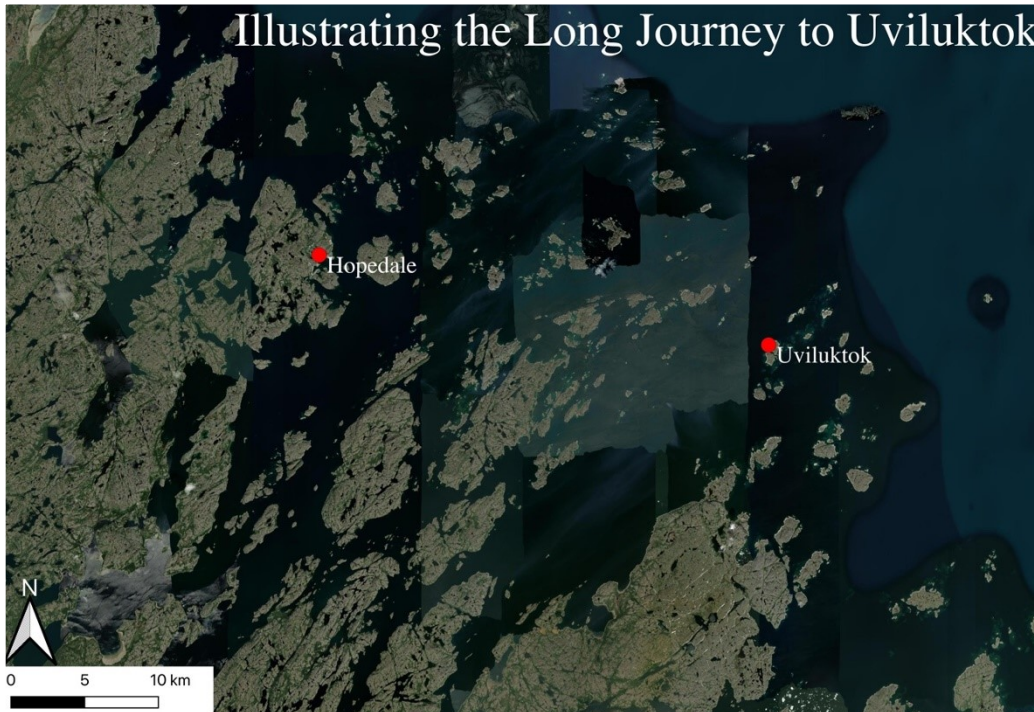 Illustrating the Long Journey to Uviluktok
Hopedale
Uviluktok
N
0 5 10 km